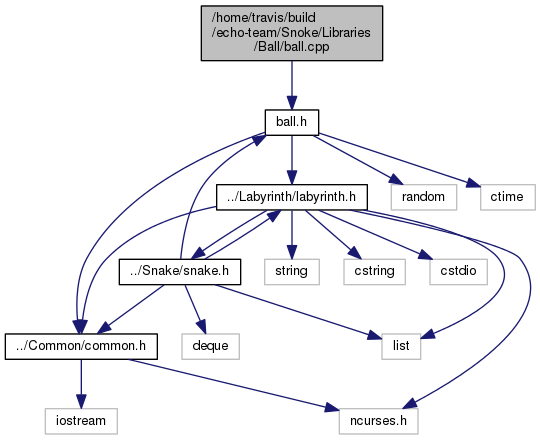 /home/travis/build
/echo-team/Snoke/Libraries
/Ball/ball.cpp
ball.h
../Labyrinth/labyrinth.h
random
ctime
../Snake/snake.h
string
cstring
cstdio
../Common/common.h
deque
list
iostream
ncurses.h